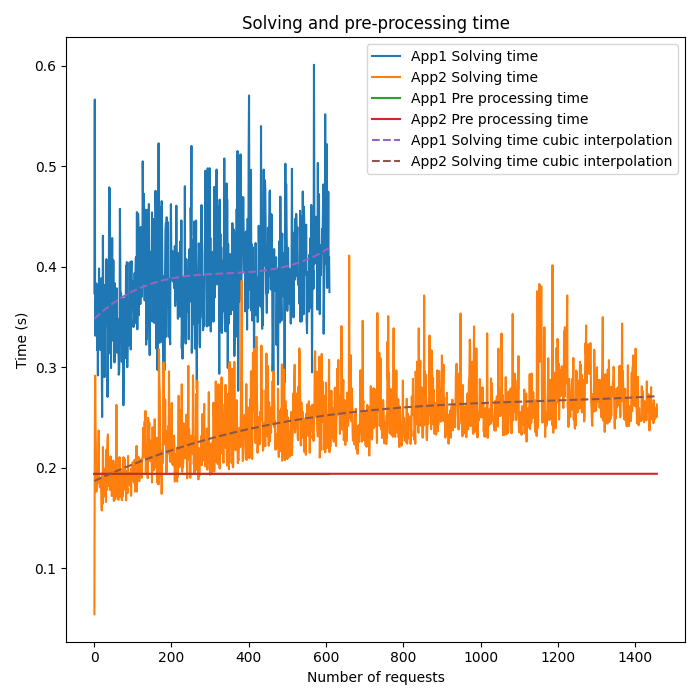 Solving and pre-processing time
App1 Solving time
App2 Solving time
App1 Pre processing time
App2 Pre processing time
App1 Solving time cubic interpolation
App2 Solving time cubic interpolation
Time (s)
0.6
0.5
0.4
0.3
0.2
0.1
0 200 400 600 800 1000 1200 1400
Number of requests